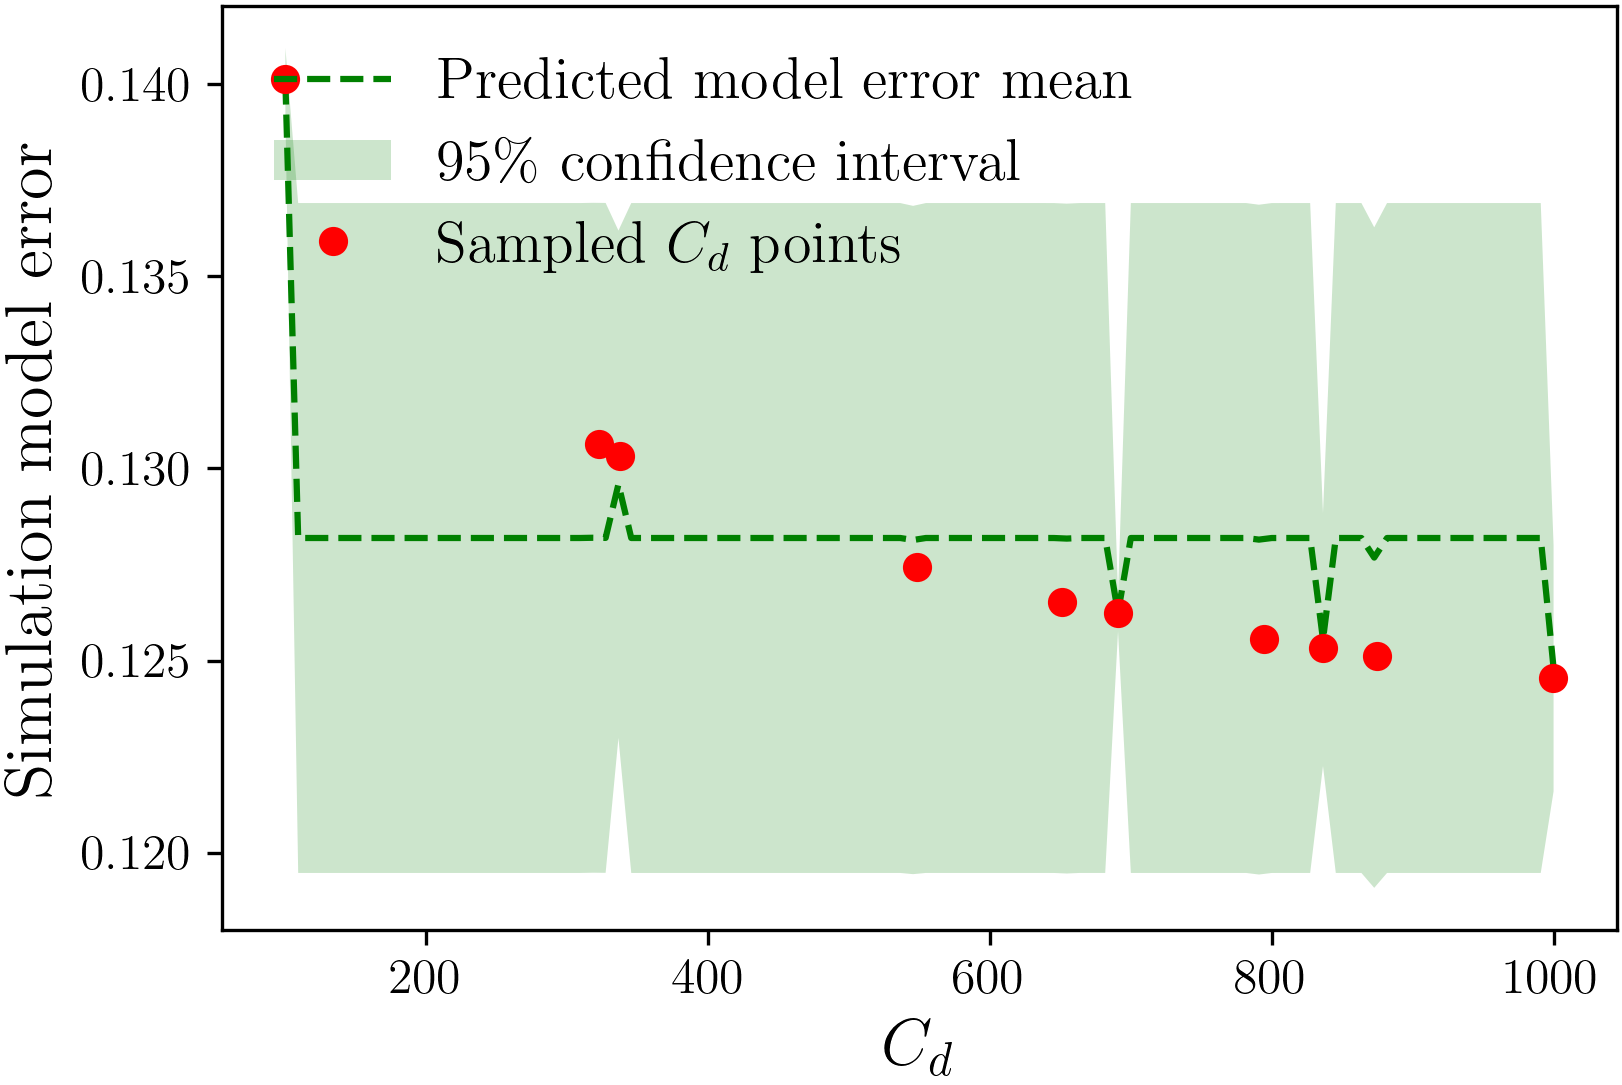 Simulation model error
0.140
0.135
0.130
0.125
0.120
Predicted model error mean
95% confidence interval
Sampled C_d points
200 400 600 800 1000
C_d